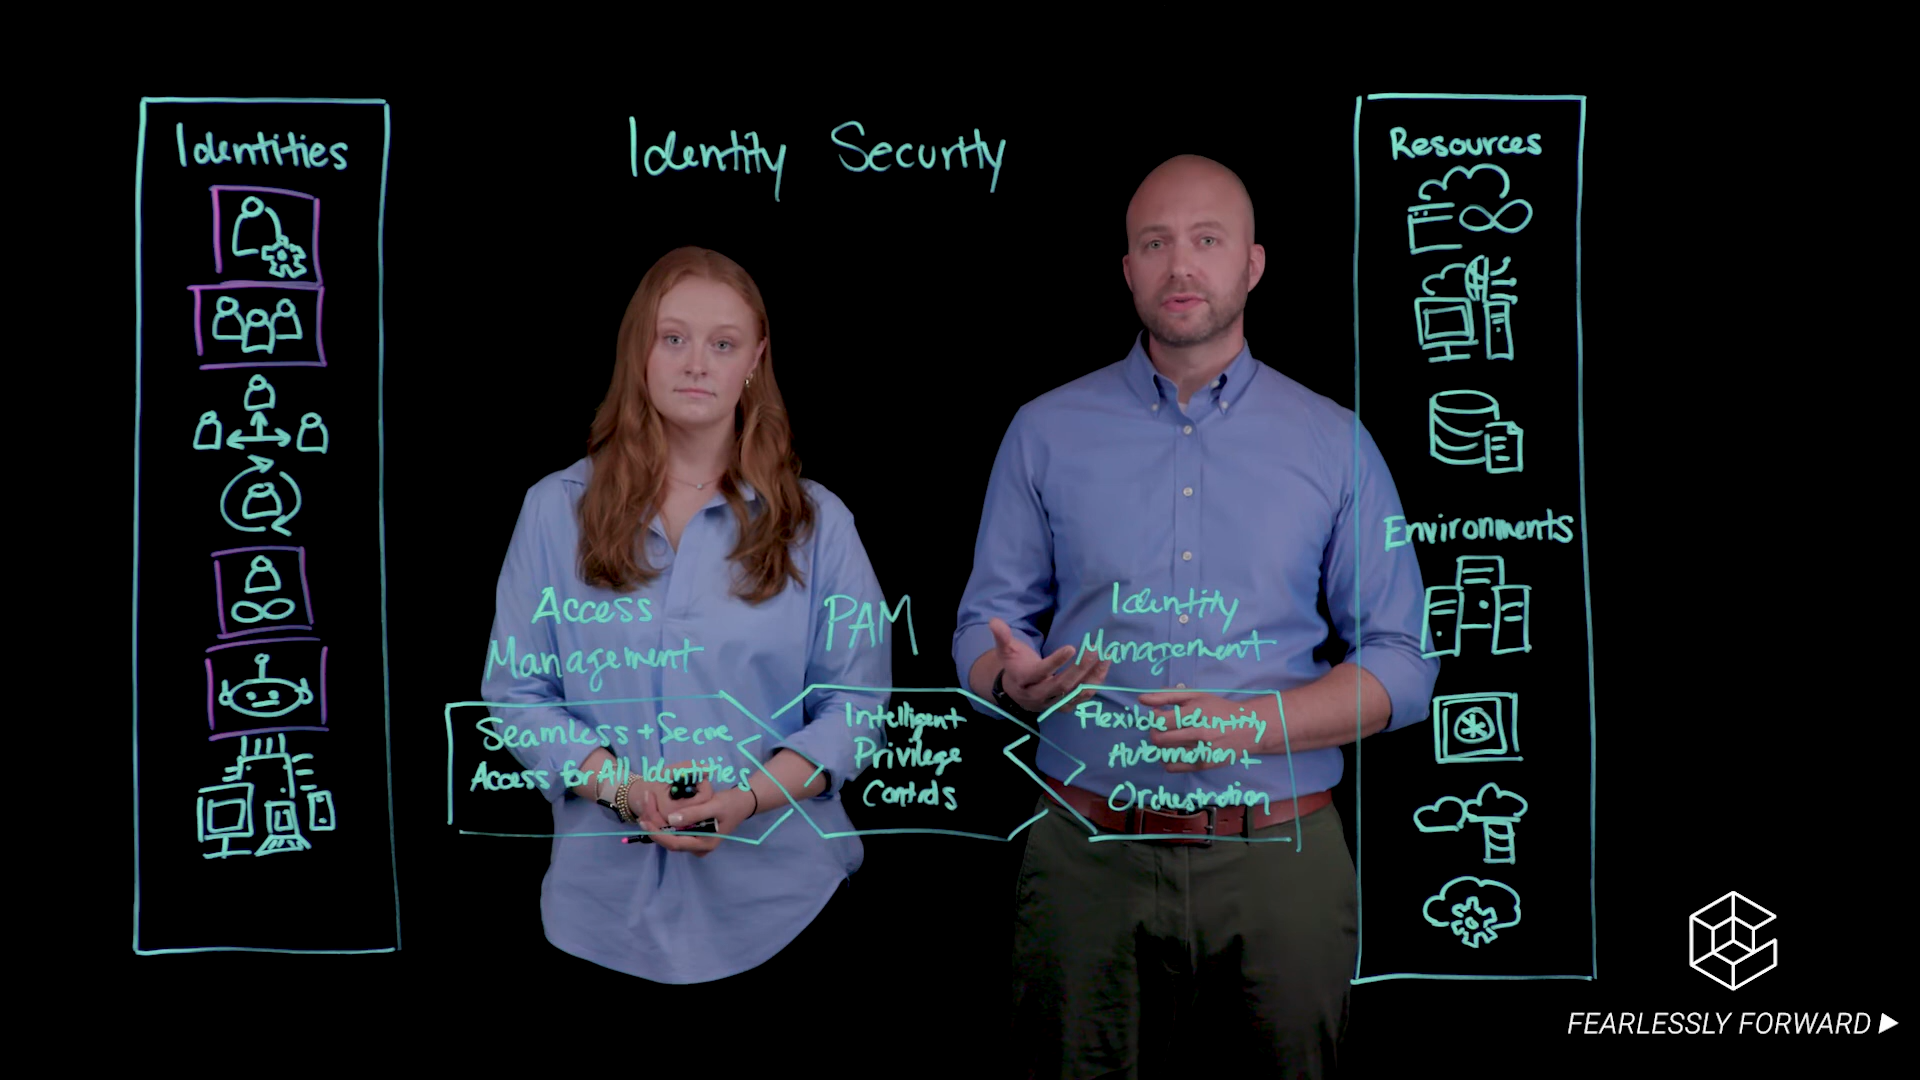 Identities
Identity Security
Resources
Environments
Access
Management
PAM
Identity
Management
Seamless + Secure
Access for All Identities
Intelligent
Privilege
Controls
Flexible Identity
Automation +
Orchestration
FEARLESSLY FORWARD